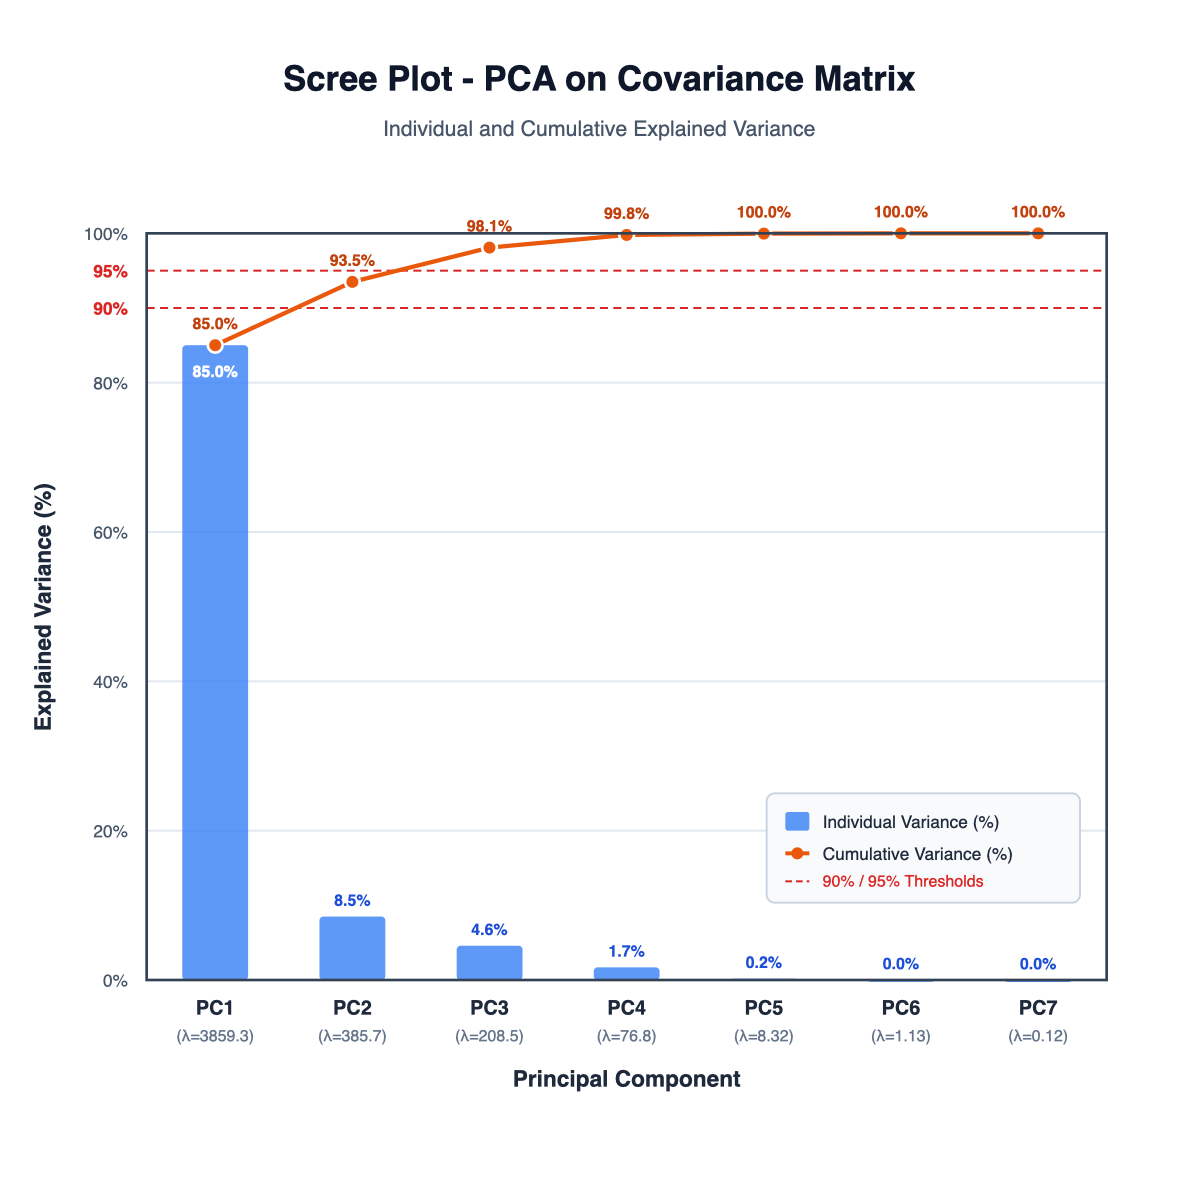 Scree Plot - PCA on Covariance Matrix
Individual and Cumulative Explained Variance
85.0% 93.5% 98.1% 99.8% 100.0% 100.0% 100.0%
100%
95%
90%
80%
60%
40%
20%
0%
Explained Variance (%)
85.0% 8.5% 4.6% 1.7% 0.2% 0.0% 0.0%
Individual Variance (%)
Cumulative Variance (%)
90% / 95% Thresholds
PC1 PC2 PC3 PC4 PC5 PC6 PC7
(λ=3859.3) (λ=385.7) (λ=208.5) (λ=76.8) (λ=8.32) (λ=1.13) (λ=0.12)
Principal Component